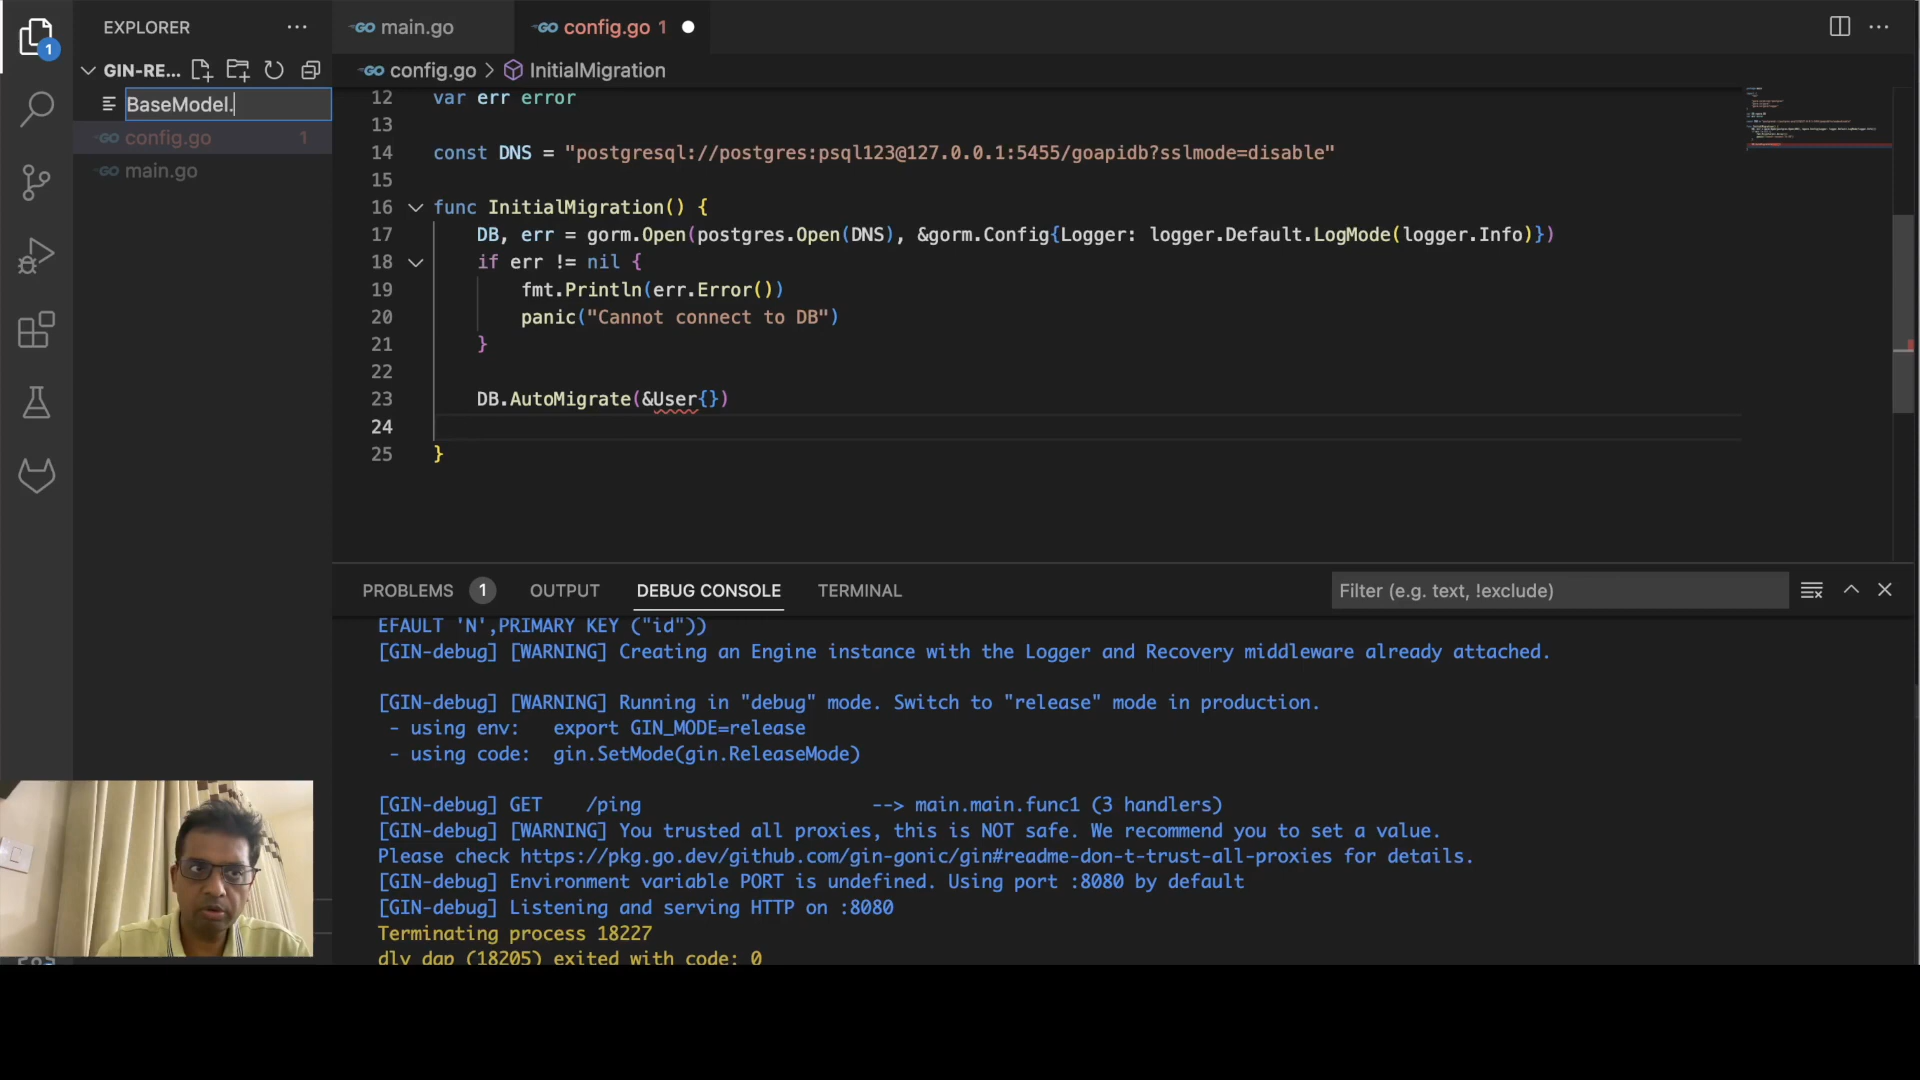 EXPLORER
main.go
config.go 1
GIN-RE...
config.go > InitialMigration
BaseModel.
config.go 1
main.go
1
12 var err error
13
14 const DNS = "postgresql://postgres:psql123@127.0.0.1:5455/goapidb?sslmode=disable"
15
16 func InitialMigration() {
17 DB, err = gorm.Open(postgres.Open(DNS), &gorm.Config{Logger: logger.Default.LogMode(logger.Info)})
18 if err != nil {
19 fmt.Println(err.Error())
20 panic("Cannot connect to DB")
21 }
22
23 DB.AutoMigrate(&User{})
24
25 }
PROBLEMS 1 OUTPUT DEBUG CONSOLE TERMINAL Filter (e.g. text, !exclude)
EFAULT 'N',PRIMARY KEY ("id"))
[GIN-debug] [WARNING] Creating an Engine instance with the Logger and Recovery middleware already attached.
[GIN-debug] [WARNING] Running in "debug" mode. Switch to "release" mode in production.
- using env: export GIN_MODE=release
- using code: gin.SetMode(gin.ReleaseMode)
[GIN-debug] GET /ping --> main.main.func1 (3 handlers)
[GIN-debug] [WARNING] You trusted all proxies, this is NOT safe. We recommend you to set a value.
Please check https://pkg.go.dev/github.com/gin-gonic/gin#readme-don-t-trust-all-proxies for details.
[GIN-debug] Environment variable PORT is undefined. Using port :8080 by default
[GIN-debug] Listening and serving HTTP on :8080
Terminating process 18227
dlv dap (18205) exited with code: 0